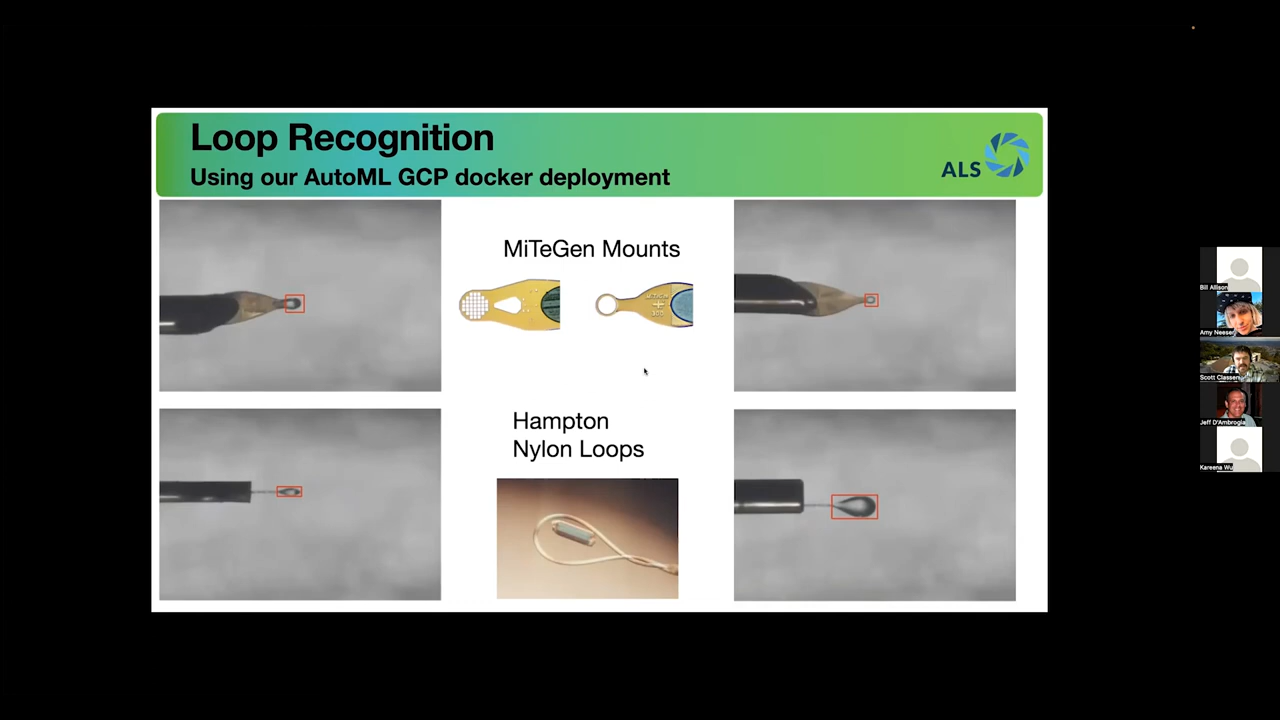 Loop Recognition
Using our AutoML GCP docker deployment
ALS
MiTeGen Mounts
300
Hampton
Nylon Loops
Bill Allison
Amy Neeser
Scott Classen
Jeff D'Ambrogia
Kareena Wu